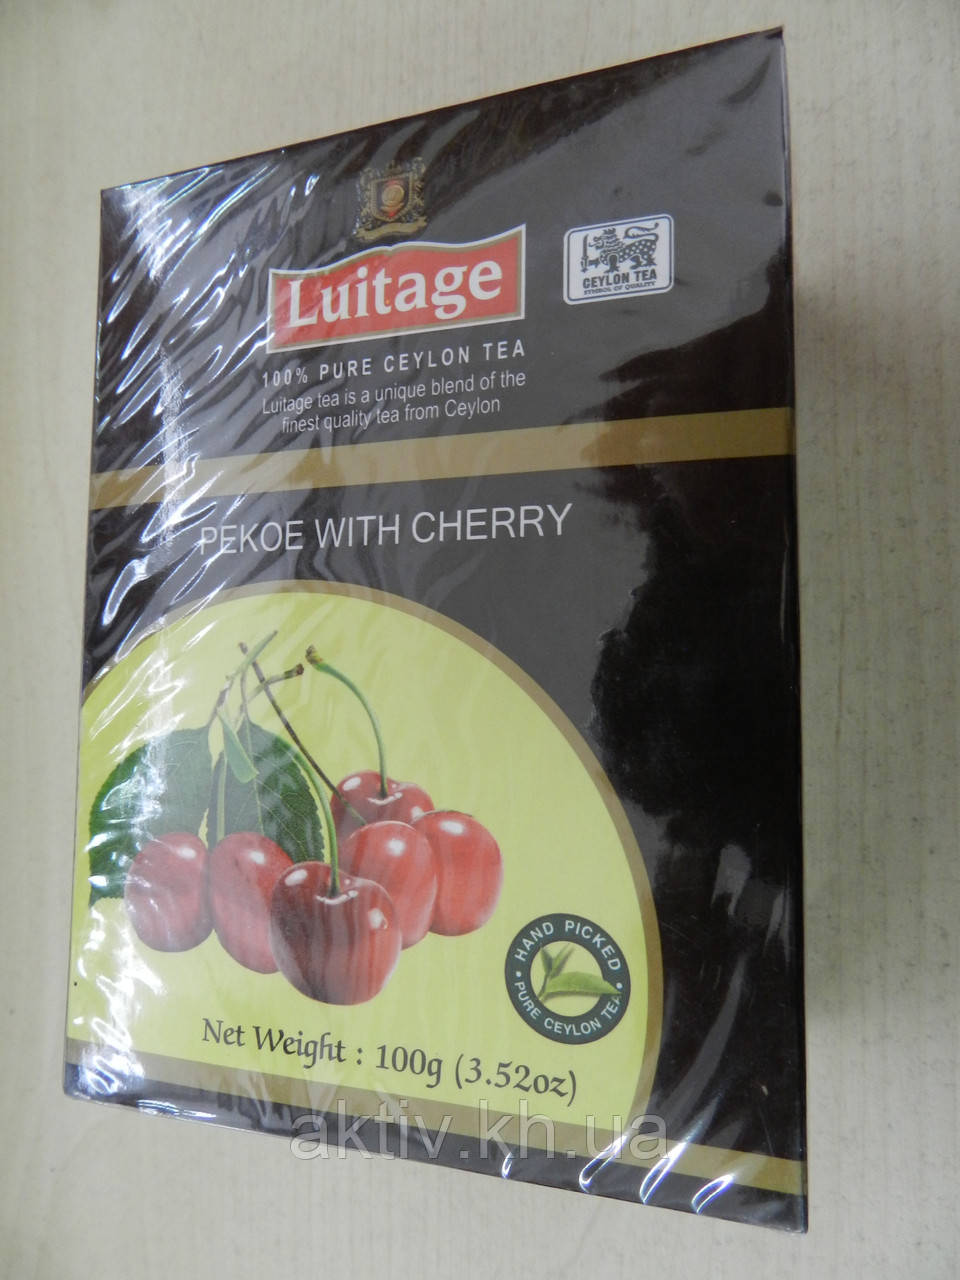 Luitage
CEYLON TEA
SYMBOL OF QUALITY
100% PURE CEYLON TEA
Luitage tea is a unique blend of the
finest quality tea from Ceylon
PEKOE WITH CHERRY
HAND PICKED
PURE CEYLON TEA
Net Weight : 100g (3.52oz)
aktiv.kh.ua